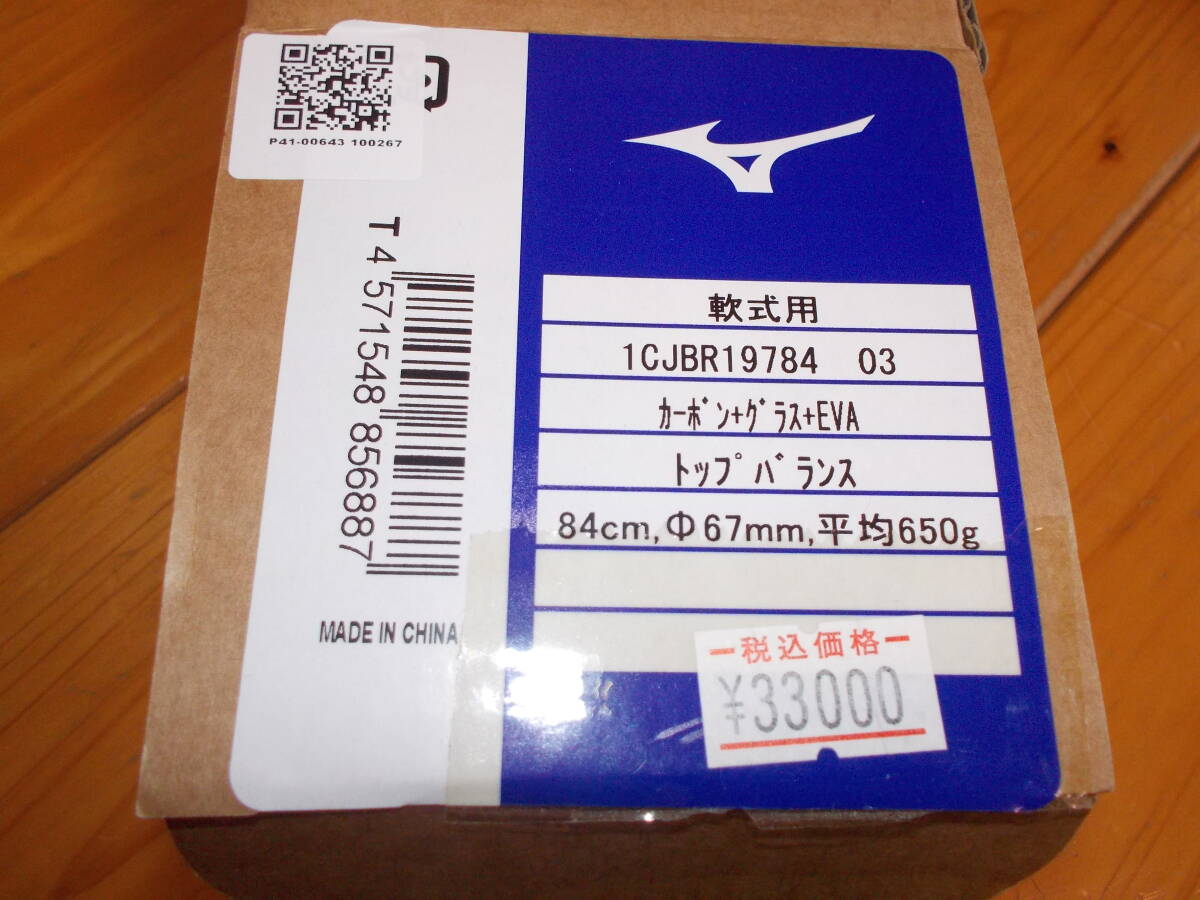 P41-00643 100267
T 4 571548 856887
MADE IN CHINA
軟式用
1CJBR19784 03
ｶｰﾎﾞﾝ+ｸﾞﾗｽ+EVA
ﾄｯﾌﾟﾊﾞﾗﾝｽ
84cm,Φ67mm,平均650g
税込価格
¥33000